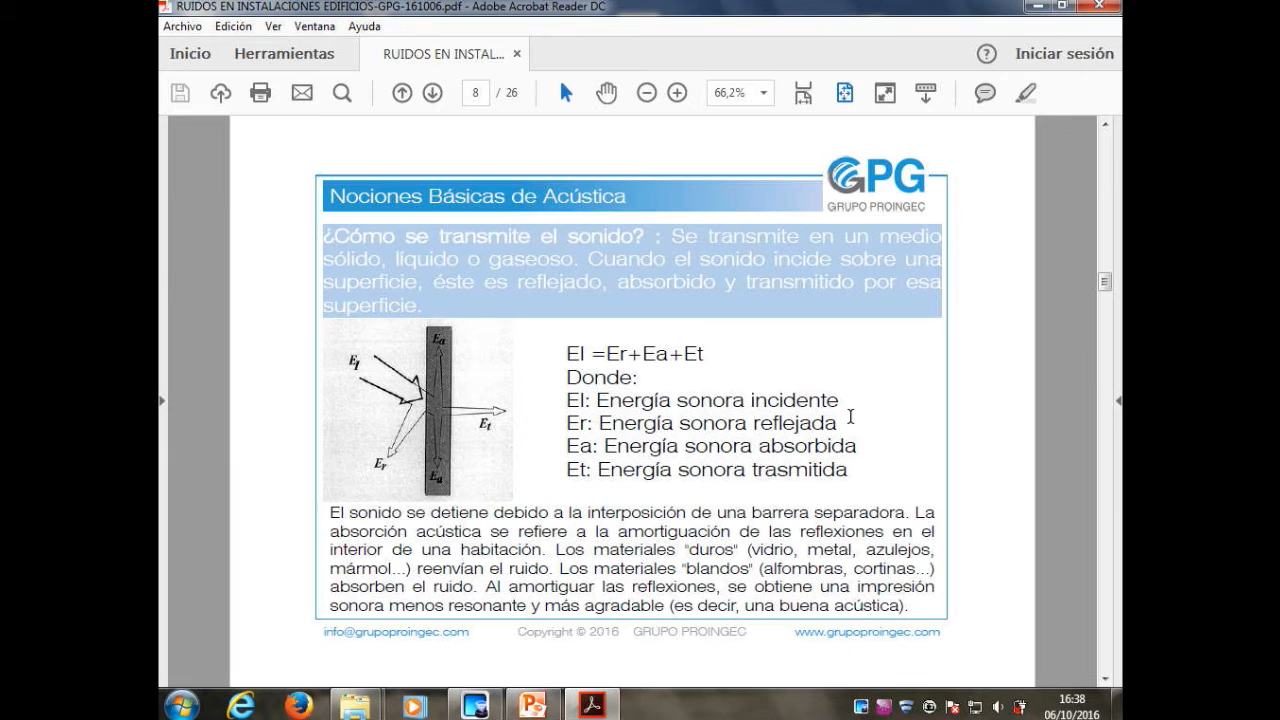 RUIDOS EN INSTALACIONES EDIFICIOS-GPG-161006.pdf - Adobe Acrobat Reader DC
Archivo Edición Ver Ventana Ayuda
Inicio Herramientas RUIDOS EN INSTAL... × ? Iniciar sesión
8 / 26 66,2%
GPG
GRUPO PROINGEC
Nociones Básicas de Acústica
¿Cómo se transmite el sonido? : Se transmite en un medio
sólido, líquido o gaseoso. Cuando el sonido incide sobre una
superficie, éste es reflejado, absorbido y transmitido por esa
superficie.
Ea
EI
Et
Er
Ea
EI =Er+Ea+Et
Donde:
EI: Energía sonora incidente
Er: Energía sonora reflejada
Ea: Energía sonora absorbida
Et: Energía sonora trasmitida
El sonido se detiene debido a la interposición de una barrera separadora. La
absorción acústica se refiere a la amortiguación de las reflexiones en el
interior de una habitación. Los materiales "duros" (vidrio, metal, azulejos,
mármol...) reenvían el ruido. Los materiales "blandos" (alfombras, cortinas...)
absorben el ruido. Al amortiguar las reflexiones, se obtiene una impresión
sonora menos resonante y más agradable (es decir, una buena acústica).
info@grupoproingec.com Copyright © 2016 GRUPO PROINGEC www.grupoproingec.com
16:38
06/10/2016